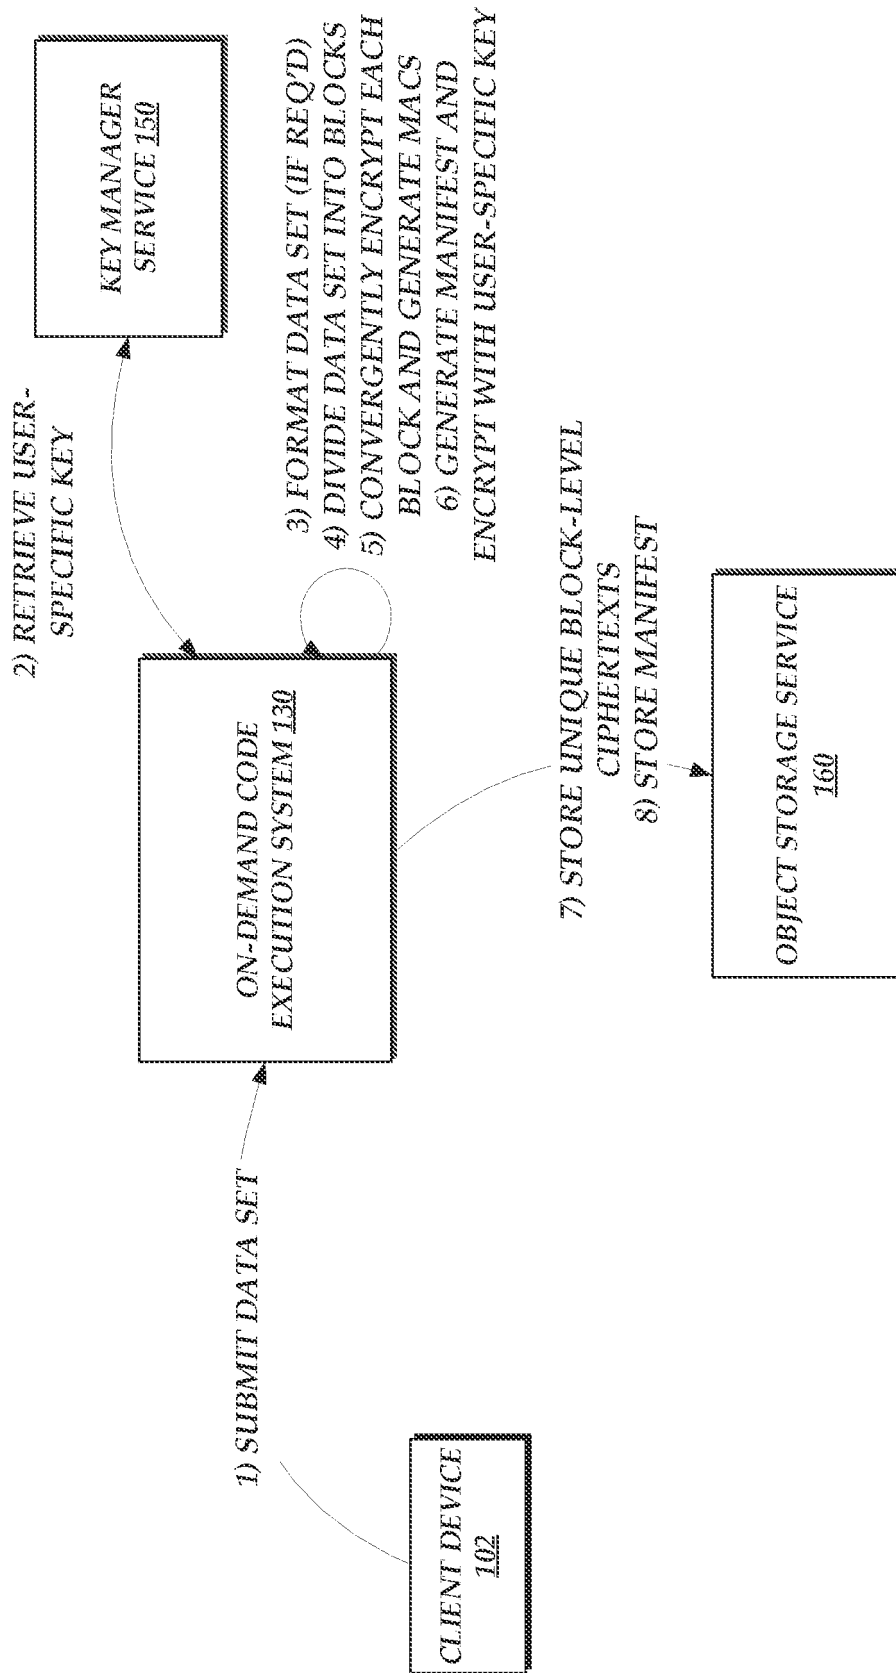 1) SUBMIT DATA SET
CLIENT DEVICE
102
2) RETRIEVE USER-
SPECIFIC KEY
KEY MANAGER
SERVICE 150
ON-DEMAND CODE
EXECUTION SYSTEM 130
3) FORMAT DATA SET (IF REQ'D)
4) DIVIDE DATA SET INTO BLOCKS
5) CONVERGENTLY ENCRYPT EACH
BLOCK AND GENERATE MACS
6) GENERATE MANIFEST AND
ENCRYPT WITH USER-SPECIFIC KEY
7) STORE UNIQUE BLOCK-LEVEL
CIPHERTEXTS
8) STORE MANIFEST
OBJECT STORAGE SERVICE
160